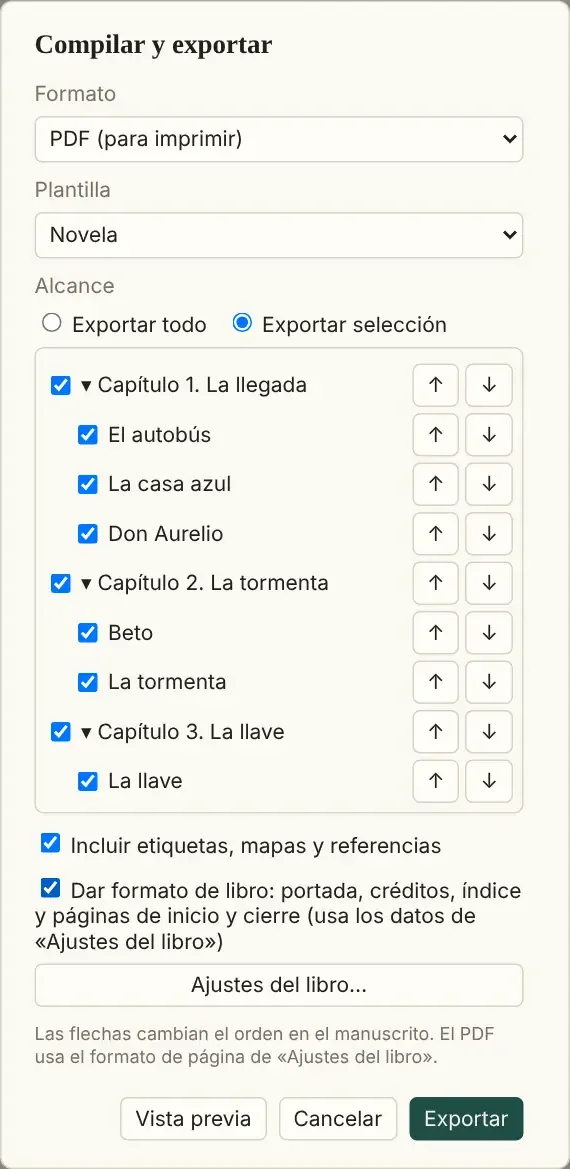 Compilar y exportar
Formato
PDF (para imprimir)
Plantilla
Novela
Alcance
Exportar todo Exportar selección
▾ Capítulo 1. La llegada ↑ ↓
El autobús ↑ ↓
La casa azul ↑ ↓
Don Aurelio ↑ ↓
▾ Capítulo 2. La tormenta ↑ ↓
Beto ↑ ↓
La tormenta ↑ ↓
▾ Capítulo 3. La llave ↑ ↓
La llave ↑ ↓
Incluir etiquetas, mapas y referencias
Dar formato de libro: portada, créditos, índice
y páginas de inicio y cierre (usa los datos de
«Ajustes del libro»)
Ajustes del libro...
Las flechas cambian el orden en el manuscrito. El PDF
usa el formato de página de «Ajustes del libro».
Vista previa Cancelar Exportar